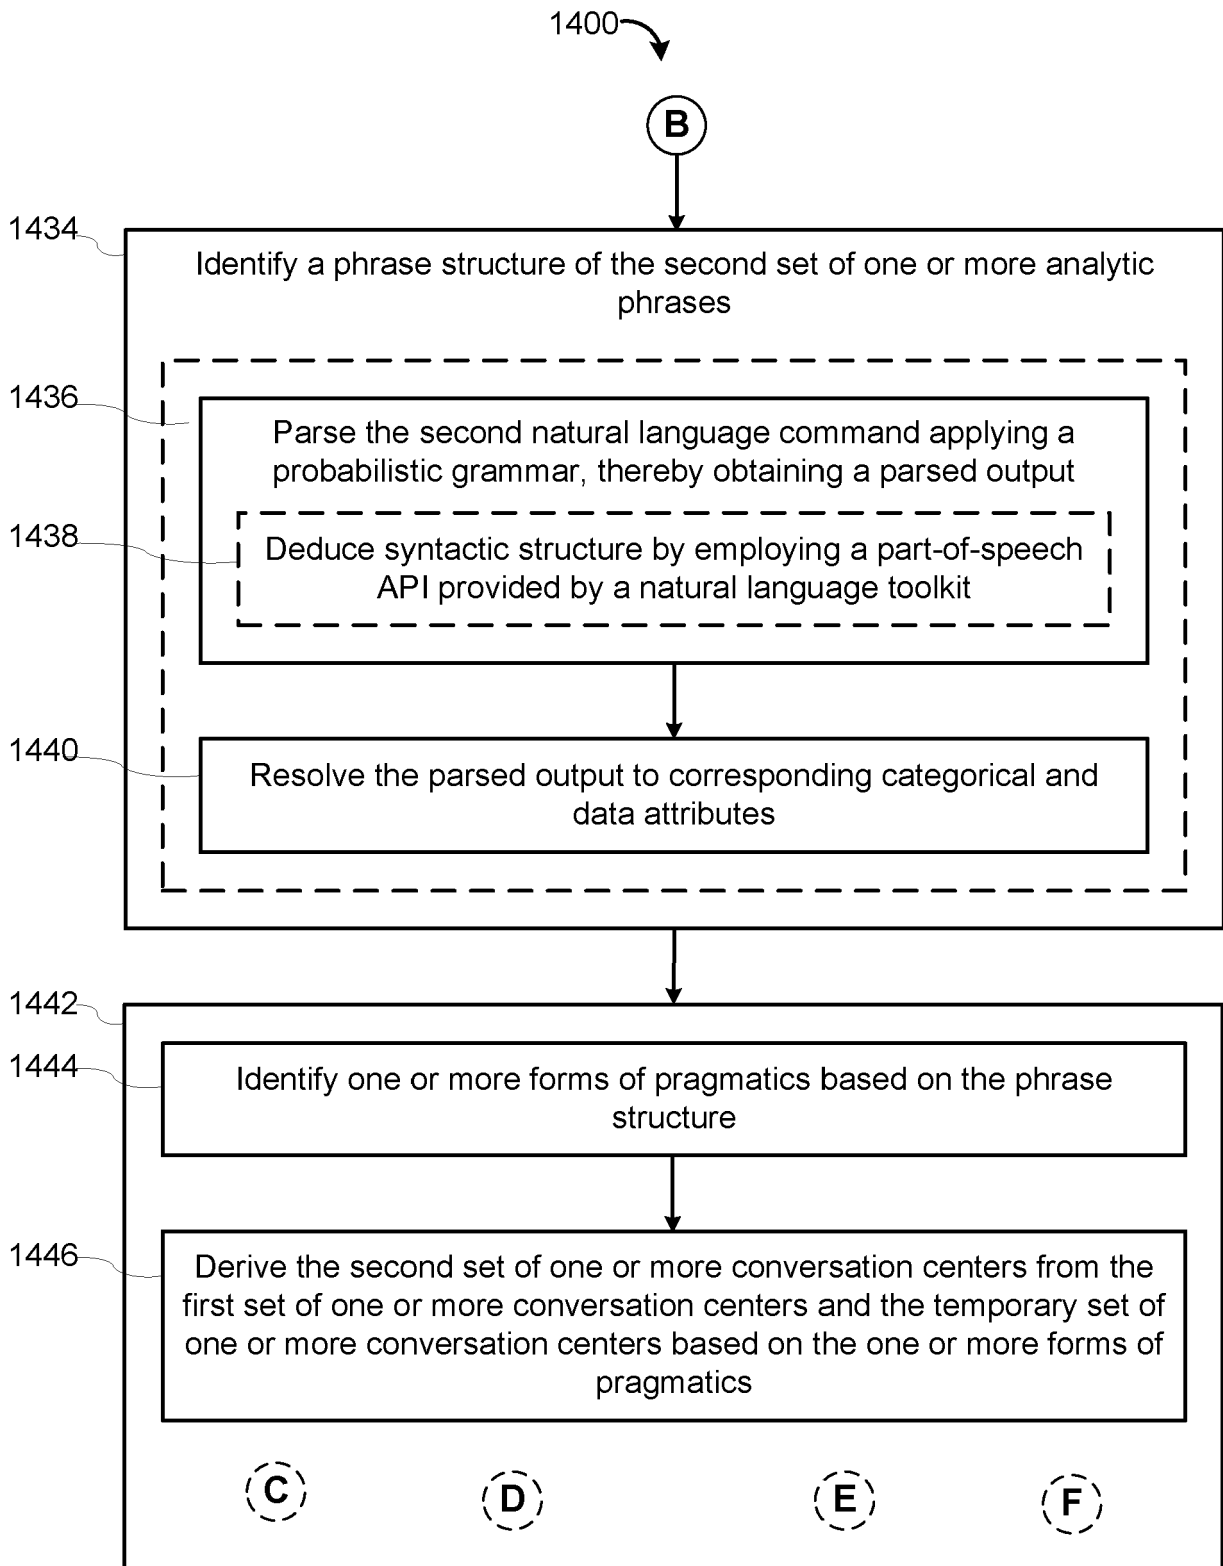 1400
B
1434
Identify a phrase structure of the second set of one or more analytic
phrases
1436
Parse the second natural language command applying a
probabilistic grammar, thereby obtaining a parsed output
1438
Deduce syntactic structure by employing a part-of-speech
API provided by a natural language toolkit
1440
Resolve the parsed output to corresponding categorical and
data attributes
1442
1444
Identify one or more forms of pragmatics based on the phrase
structure
1446
Derive the second set of one or more conversation centers from the
first set of one or more conversation centers and the temporary set of
one or more conversation centers based on the one or more forms of
pragmatics
C D E F